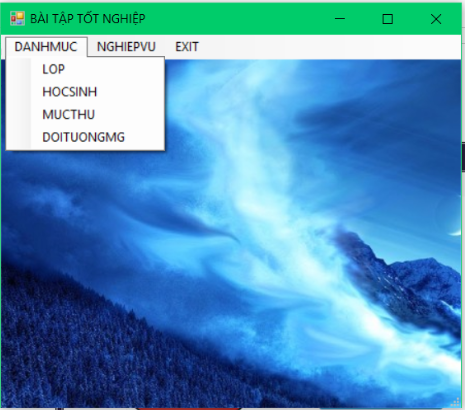 BÀI TẬP TỐT NGHIỆP
DANHMUC NGHIEPVU EXIT
LOP
HOCSINH
MUCTHU
DOITUONGMG